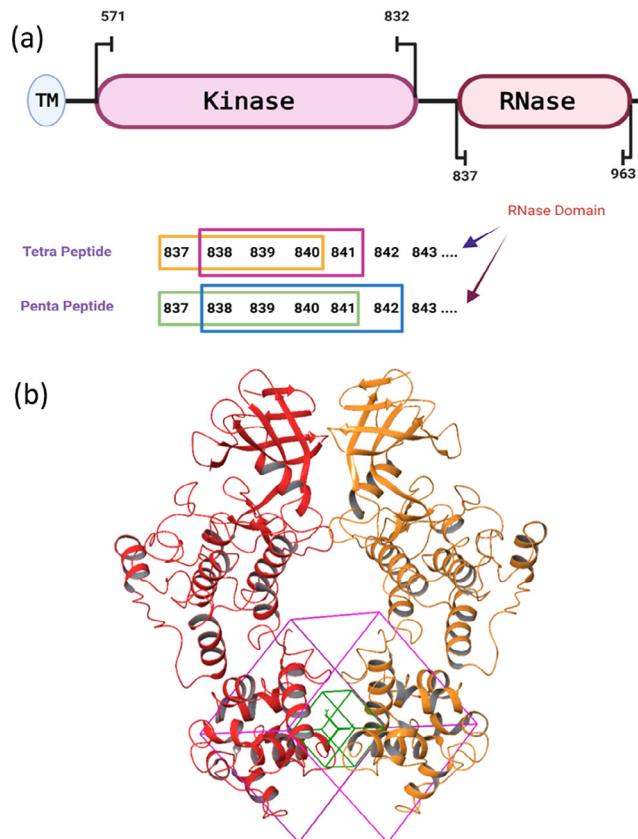 (a)
571 832
TM Kinase RNase
837 963
RNase Domain
Tetra Peptide 837 838 839 840 841 842 843 ....
Penta Peptide 837 838 839 840 841 842 843 ....
(b)